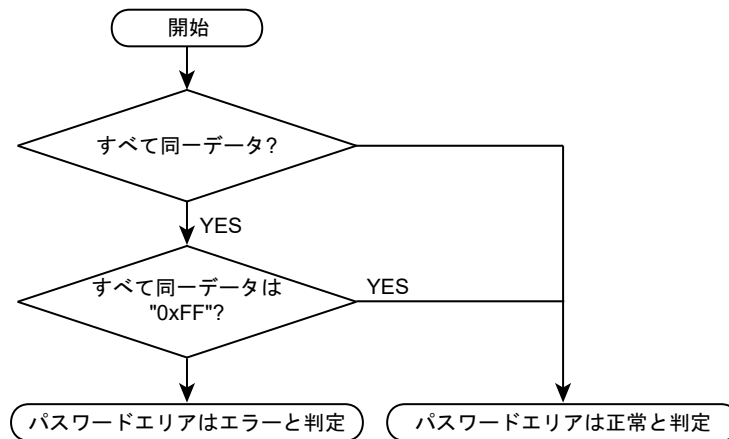 開始
すべて同一データ?
YES
すべて同一データは
"0xFF"?
YES
パスワードエリアはエラーと判定
パスワードエリアは正常と判定